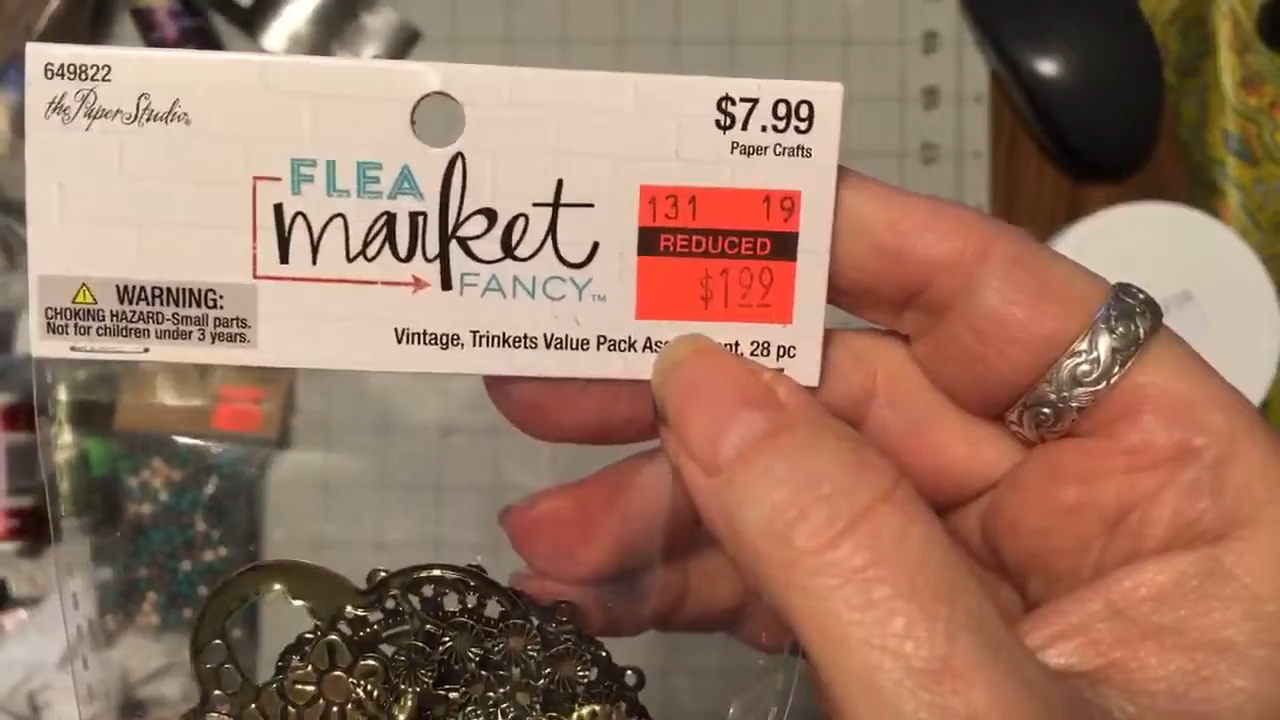 649822
the Paper Studio®
$7.99
Paper Crafts
FLEA
market
FANCY™
131 19
REDUCED
$1.99
WARNING:
CHOKING HAZARD-Small parts.
Not for children under 3 years.
Vintage, Trinkets Value Pack 28 pc